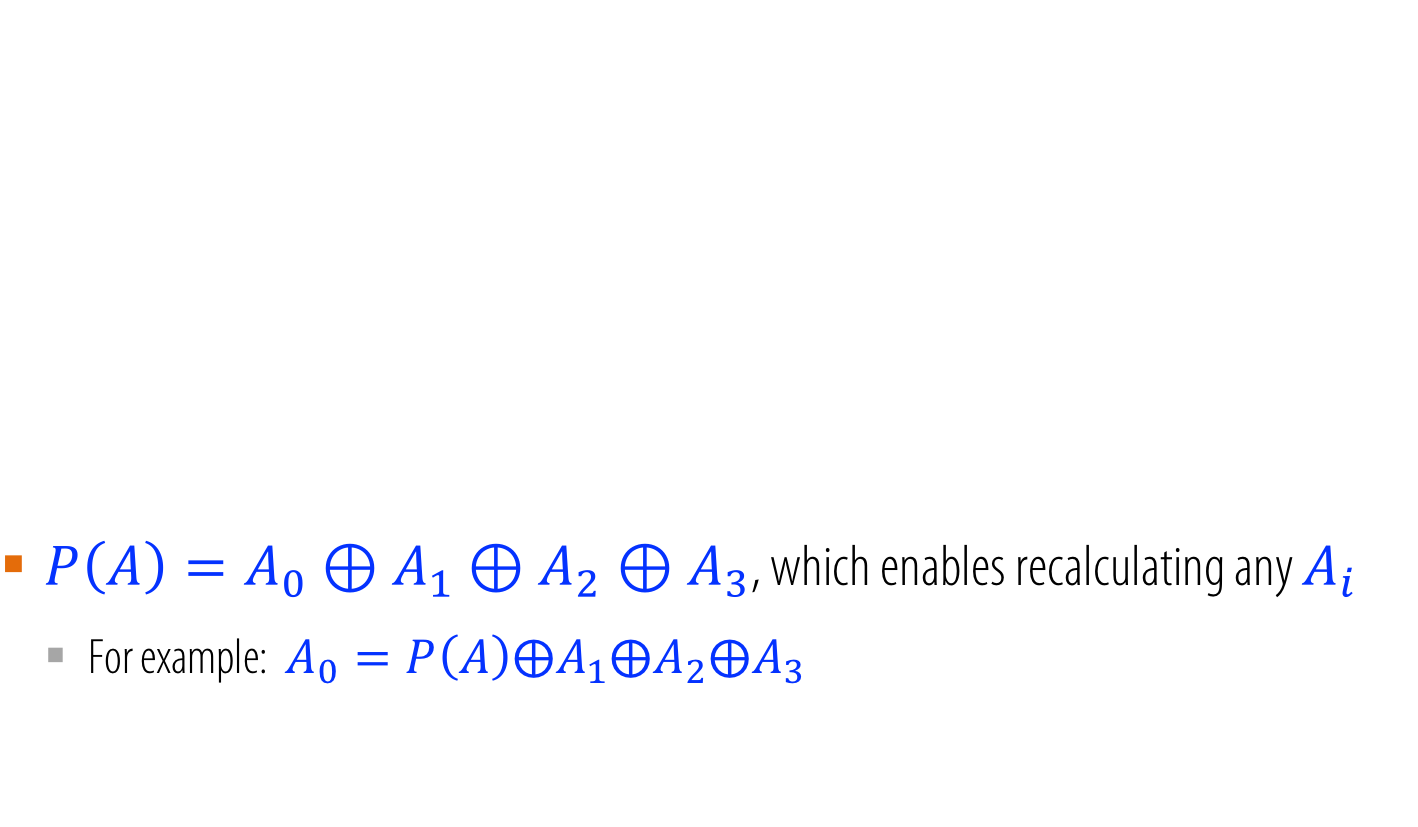 ▪ P(A) = A₀ ⊕ A₁ ⊕ A₂ ⊕ A₃, which enables recalculating any Aᵢ
▪ For example: A₀ = P(A)⊕A₁⊕A₂⊕A₃